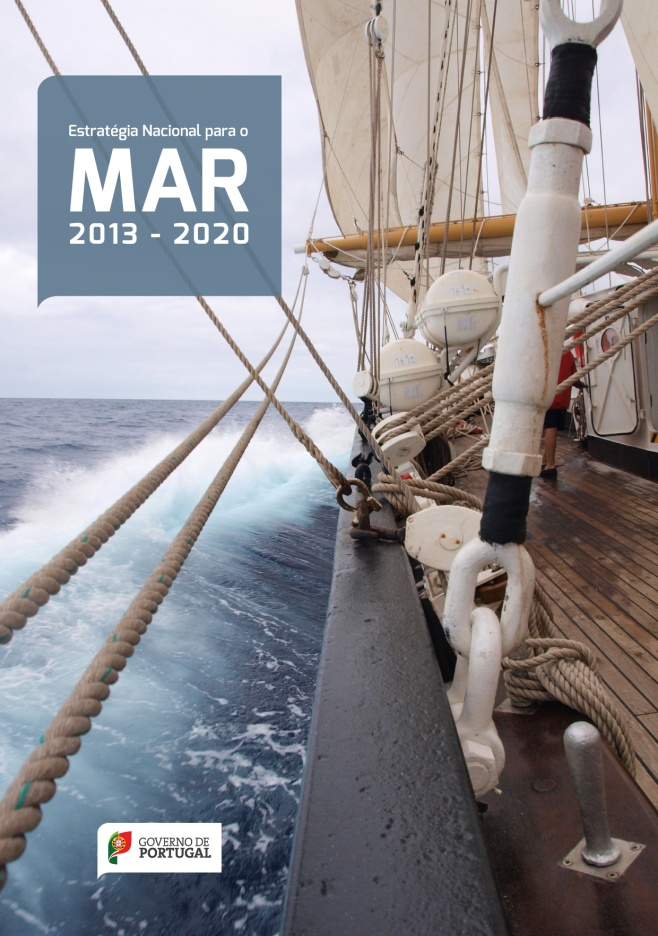 Estratégia Nacional para o
MAR
2013 - 2020
GOVERNO DE
PORTUGAL